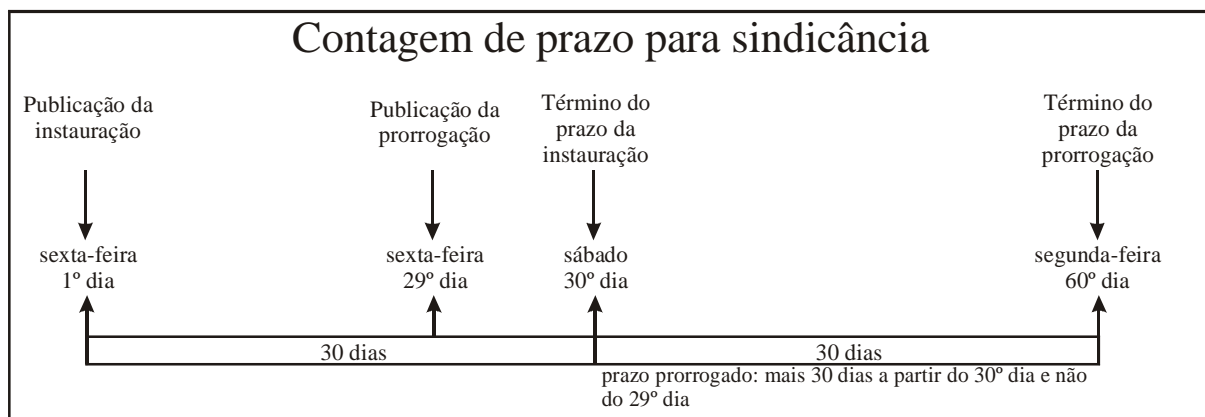 Contagem de prazo para sindicância
Publicação da
instauração
Publicação da
prorrogação
Término do
prazo da
instauração
Término do
prazo da
prorrogação
sexta-feira
1º dia
sexta-feira
29º dia
sábado
30º dia
segunda-feira
60º dia
30 dias
30 dias
prazo prorrogado: mais 30 dias a partir do 30º dia e não
do 29º dia